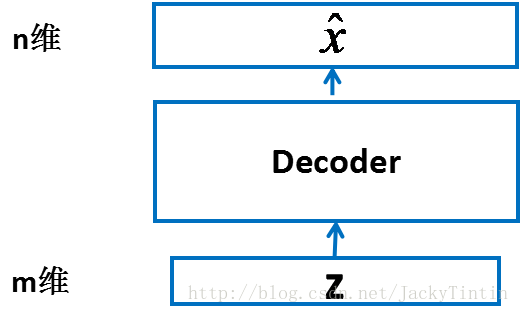 n维
x̂
Decoder
m维
z
http://blog.csdn.net/JackyTintin